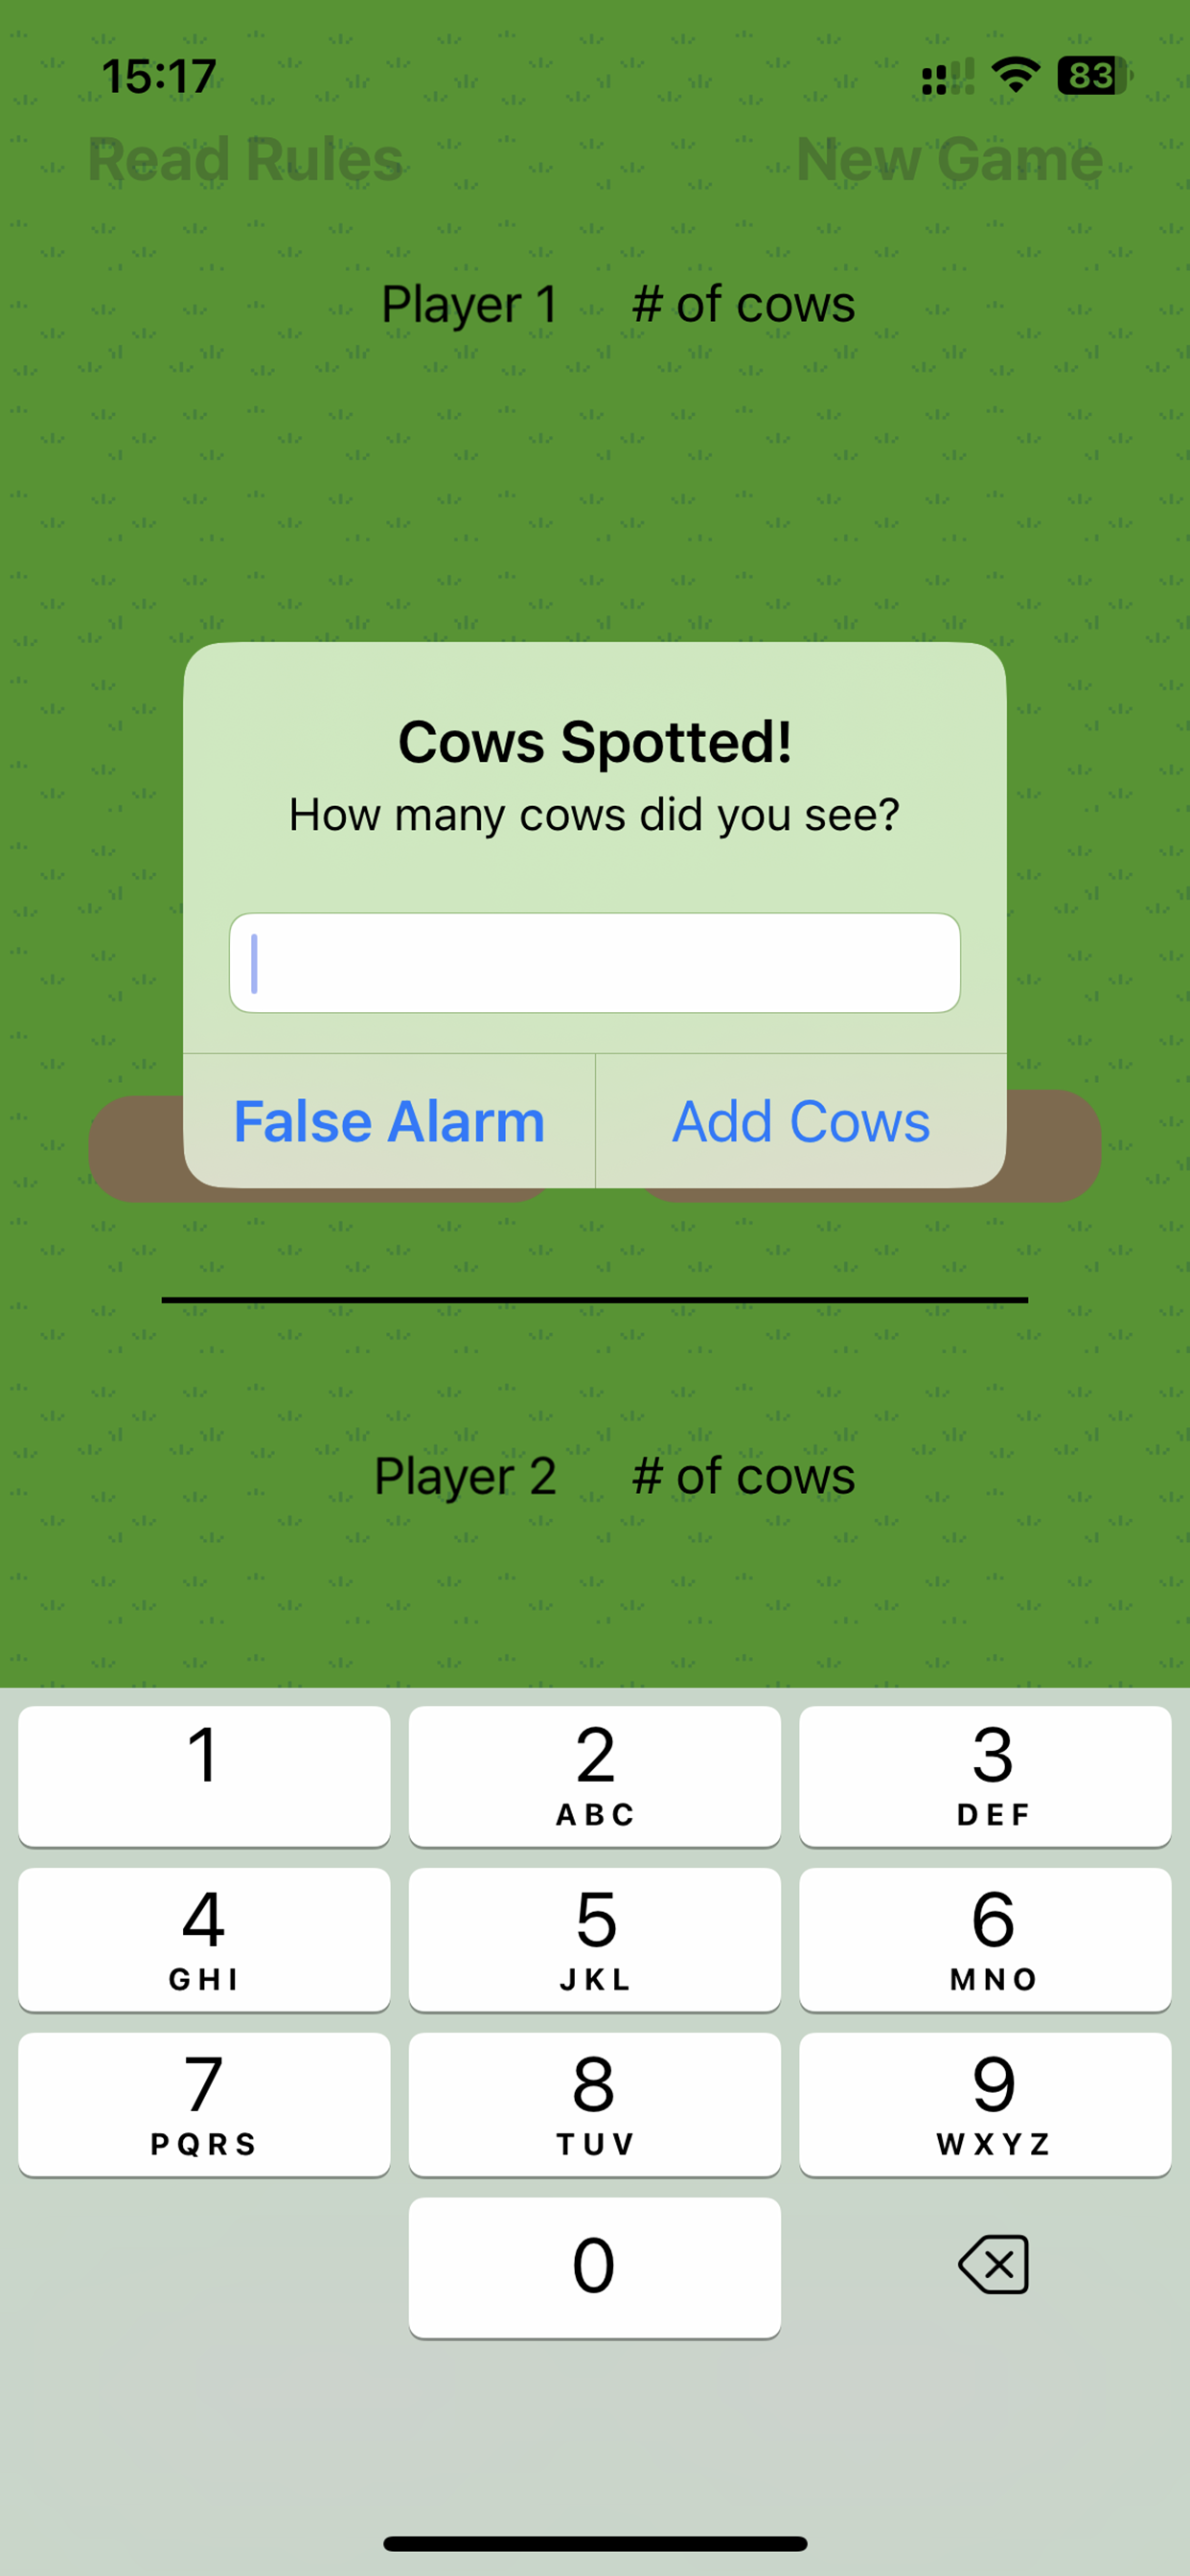 15:17
83
Read Rules New Game
Player 1 # of cows
Cows Spotted!
How many cows did you see?
False Alarm Add Cows
Player 2 # of cows
1 2 3
ABC DEF
4 5 6
GHI JKL MNO
7 8 9
PQRS TUV WXYZ
0